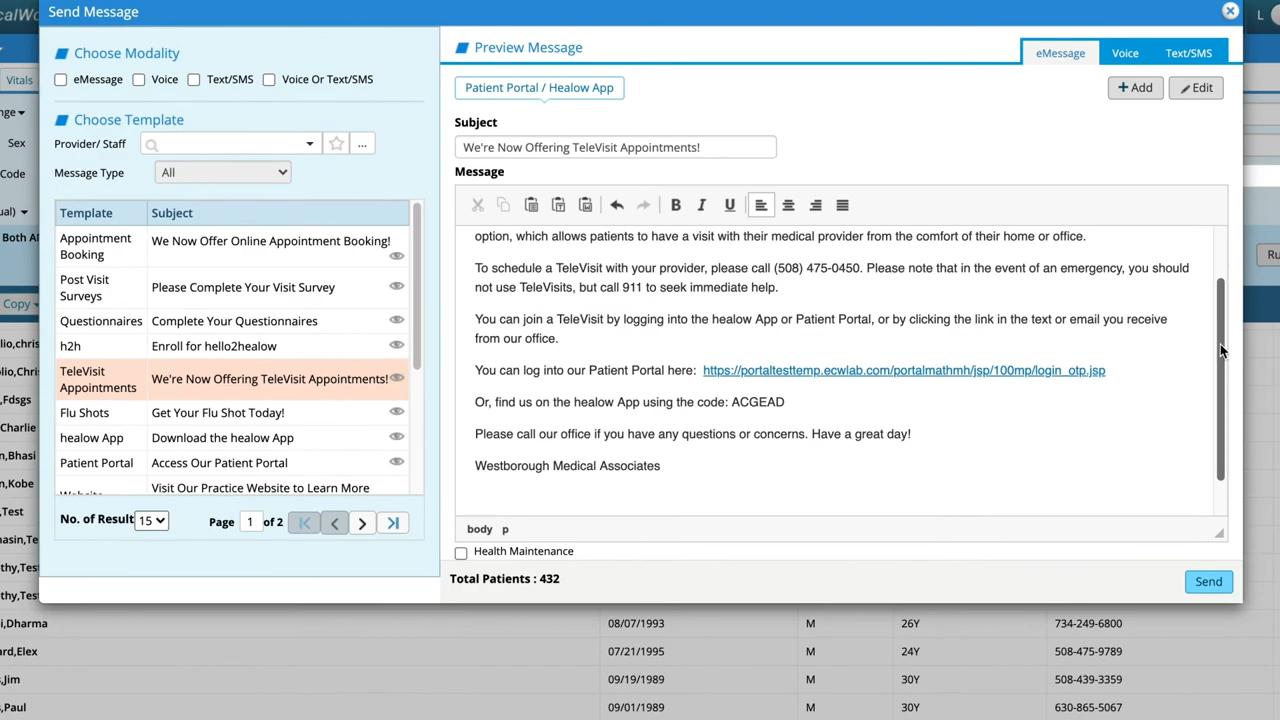 Send Message
L
Vitals
Sex
Code
Both
Copy
Choose Modality
eMessage
Voice
Text/SMS
Voice Or Text/SMS
Choose Template
Provider/ Staff
...
Message Type
All
Template
Subject
Appointment Booking
We Now Offer Online Appointment Booking!
Post Visit Surveys
Please Complete Your Visit Survey
Questionnaires
Complete Your Questionnaires
h2h
Enroll for hello2healow
TeleVisit Appointments
We're Now Offering TeleVisit Appointments!
Flu Shots
Get Your Flu Shot Today!
healow App
Download the healow App
Patient Portal
Access Our Patient Portal
Visit Our Practice Website to Learn More
No. of Result 15
Page 1 of 2
Preview Message
eMessage
Voice
Text/SMS
Patient Portal / Healow App
+ Add
Edit
Subject
We're Now Offering TeleVisit Appointments!
Message
B I U
option, which allows patients to have a visit with their medical provider from the comfort of their home or office.
To schedule a TeleVisit with your provider, please call (508) 475-0450. Please note that in the event of an emergency, you should
not use TeleVisits, but call 911 to seek immediate help.
You can join a TeleVisit by logging into the healow App or Patient Portal, or by clicking the link in the text or email you receive
from our office.
You can log into our Patient Portal here: https://portaltesttemp.ecwlab.com/portalmathmh/jsp/100mp/login_otp.jsp
Or, find us on the healow App using the code: ACGEAD
Please call our office if you have any questions or concerns. Have a great day!
Westborough Medical Associates
body p
Health Maintenance
Total Patients : 432
Send
i,Dharma 08/07/1993 M 26Y 734-249-6800
ard,Elex 07/21/1995 M 24Y 508-475-9789
s,Jim 09/19/1989 M 30Y 508-439-3359
s,Paul 09/01/1989 M 30Y 630-865-5067